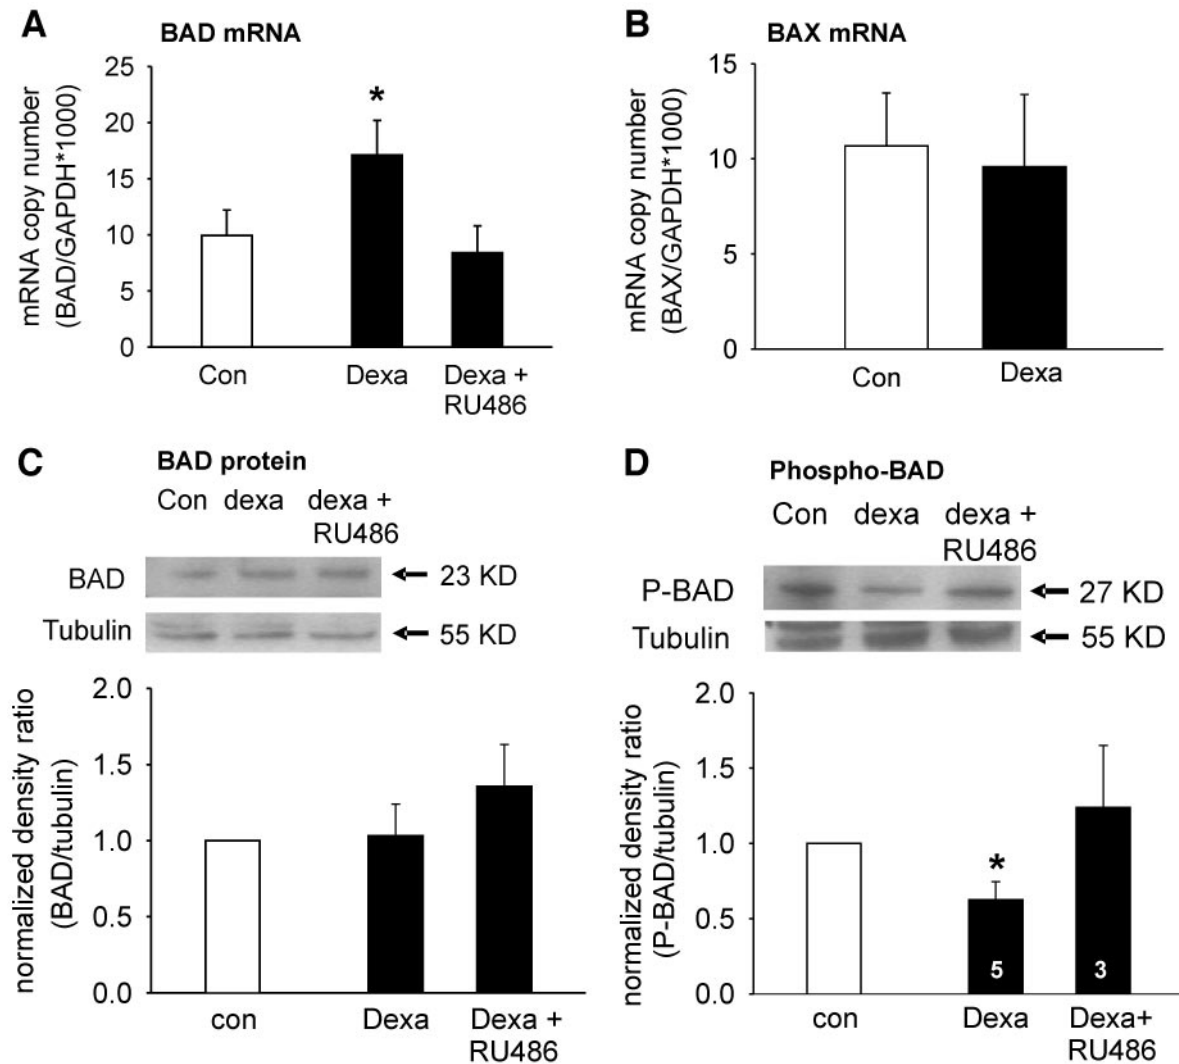 A
BAD mRNA
mRNA copy number
(BAD/GAPDH*1000)
25
20
15
10
5
0
*
Con
Dexa
Dexa +
RU486
B
BAX mRNA
mRNA copy number
(BAX/GAPDH*1000)
15
10
5
0
Con
Dexa
C
BAD protein
Con dexa dexa +
RU486
BAD
23 KD
Tubulin
55 KD
normalized density ratio
(BAD/tubulin)
2.0
1.5
1.0
0.5
0.0
con
Dexa
Dexa +
RU486
D
Phospho-BAD
Con dexa dexa +
RU486
P-BAD
27 KD
Tubulin
55 KD
normalized density ratio
(P-BAD/tubulin)
2.0
1.5
1.0
0.5
0.0
*
5
3
con
Dexa
Dexa+
RU486